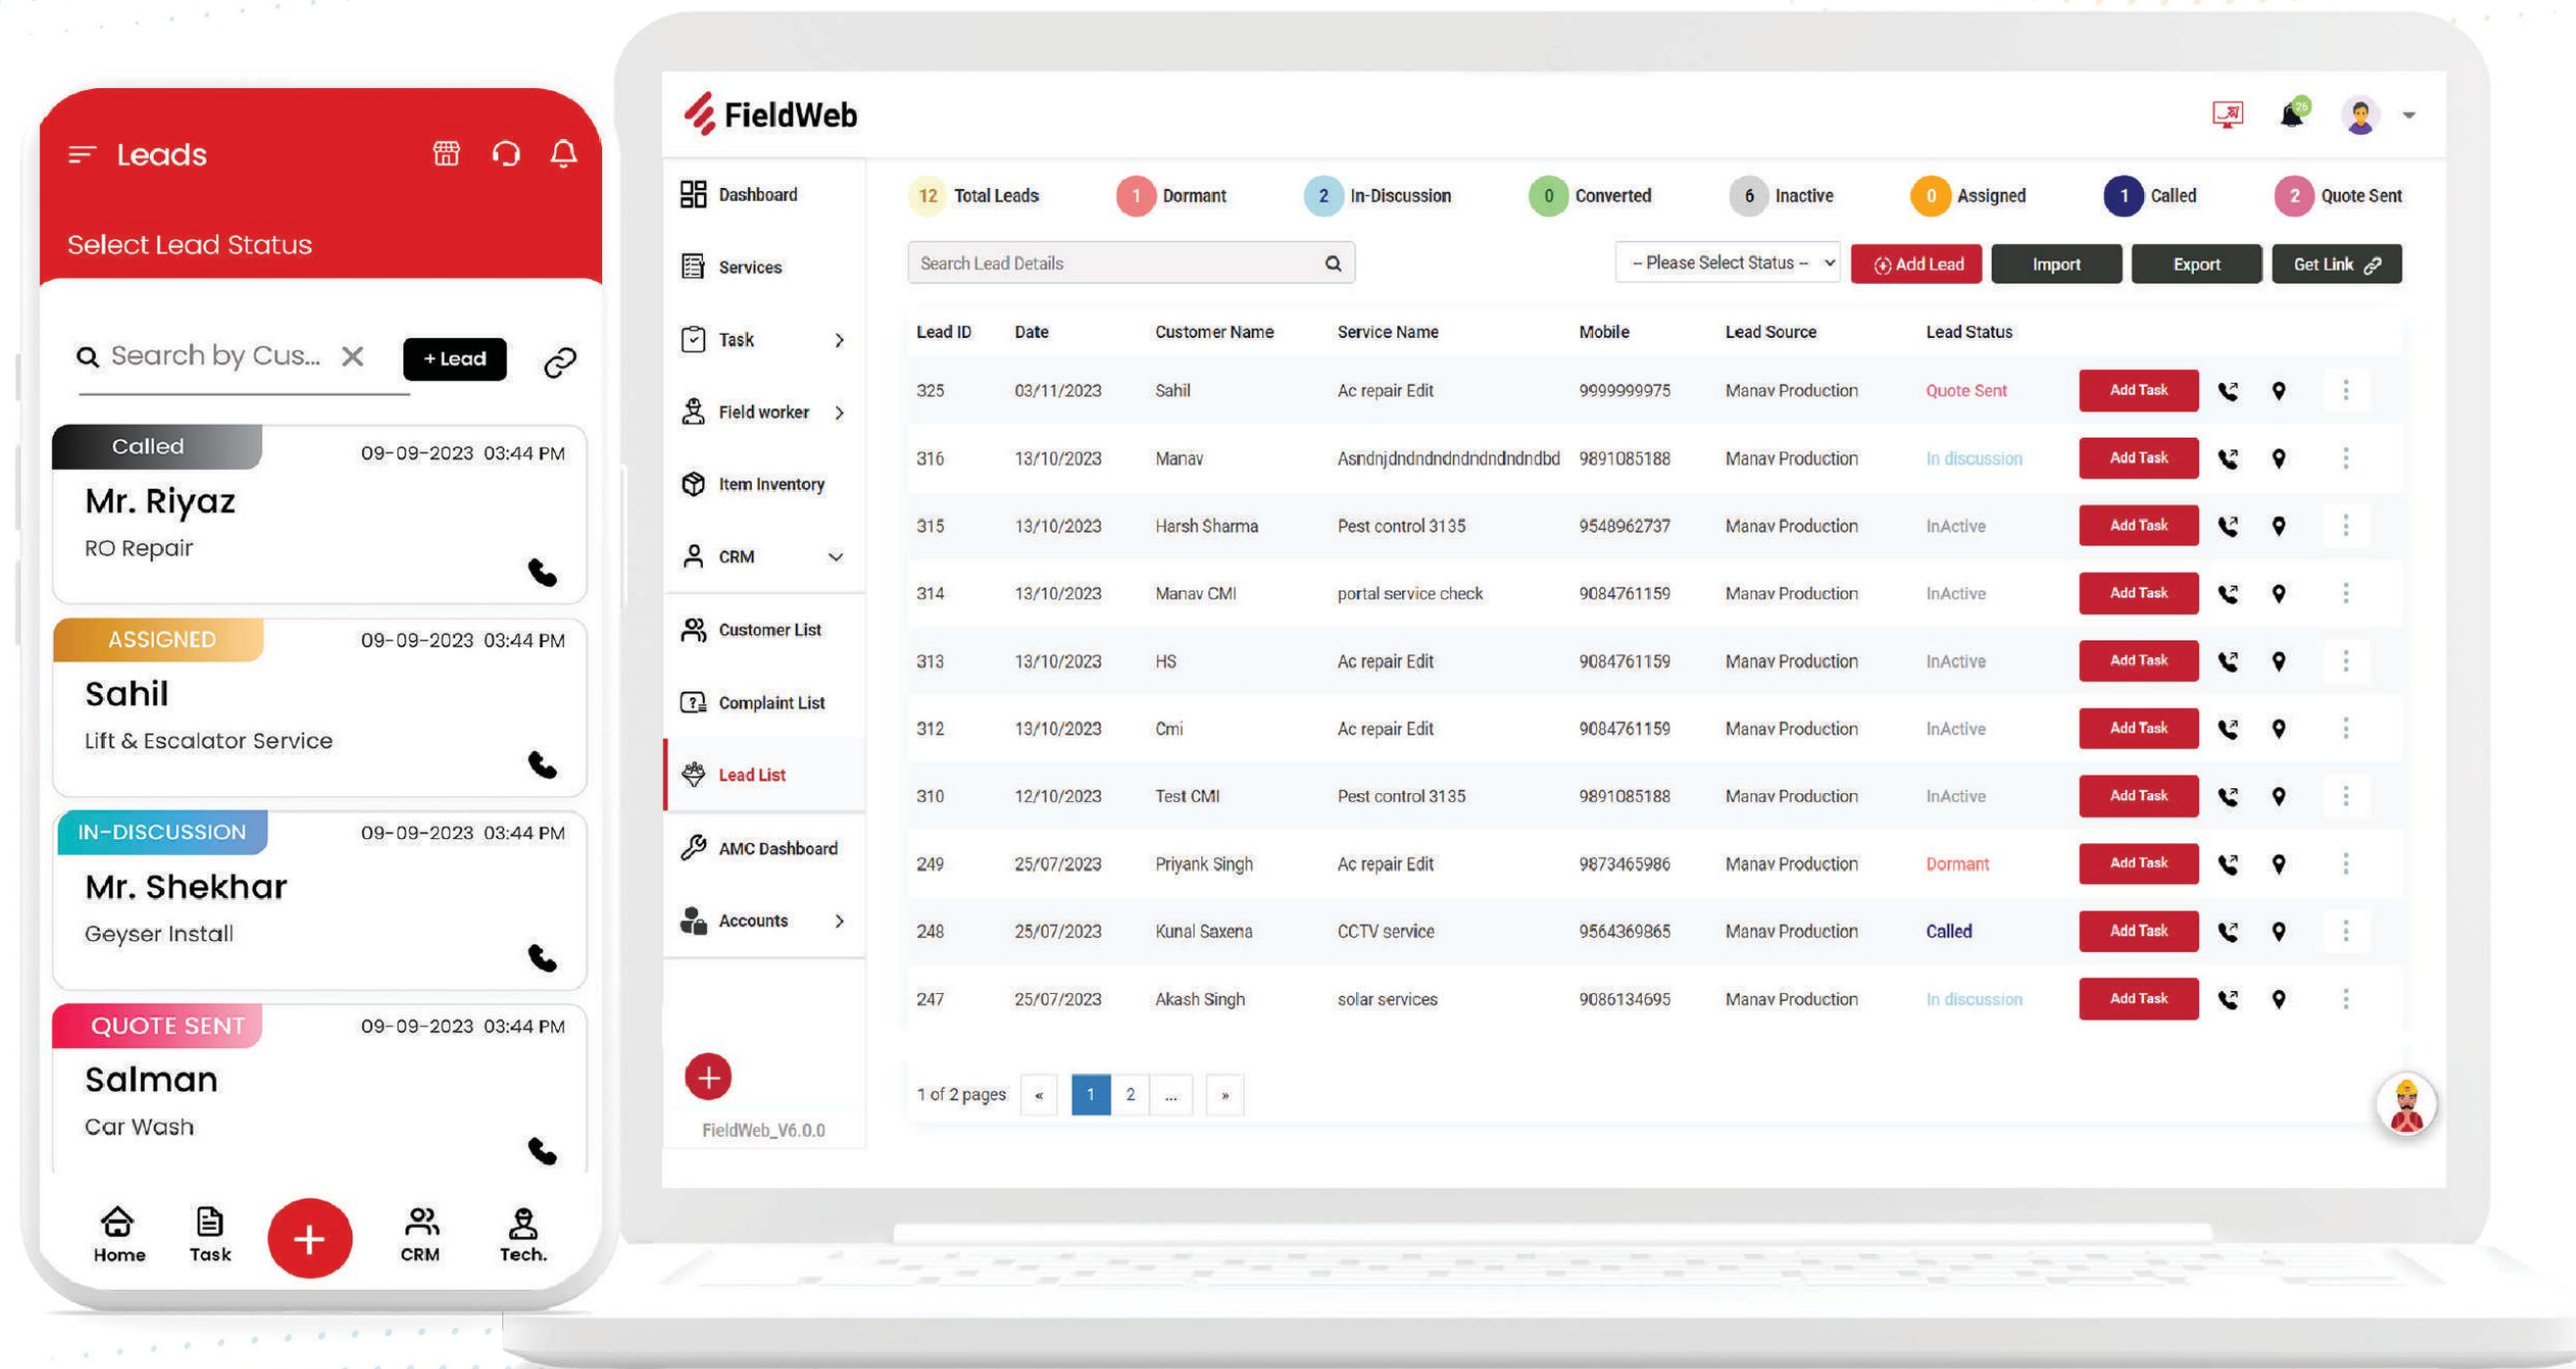 Leads
Select Lead Status
Search by Cus...
+ Lead
Called
09-09-2023 03:44 PM
Mr. Riyaz
RO Repair
ASSIGNED
09-09-2023 03:44 PM
Sahil
Lift & Escalator Service
IN-DISCUSSION
09-09-2023 03:44 PM
Mr. Shekhar
Geyser Install
QUOTE SENT
09-09-2023 03:44 PM
Salman
Car Wash
Home Task + CRM Tech.
FieldWeb
26
Dashboard
Services
Task
Field worker
Item Inventory
CRM
Customer List
Complaint List
Lead List
AMC Dashboard
Accounts
FieldWeb_V6.0.0
12 Total Leads 1 Dormant 2 In-Discussion 0 Converted 6 Inactive 0 Assigned 1 Called 2 Quote Sent
Search Lead Details -- Please Select Status -- Add Lead Import Export Get Link
Lead ID Date Customer Name Service Name Mobile Lead Source Lead Status
325 03/11/2023 Sahil Ac repair Edit 9999999975 Manav Production Quote Sent Add Task
316 13/10/2023 Manav Asndnjdndndndndndndndndbd 9891085188 Manav Production In discussion Add Task
315 13/10/2023 Harsh Sharma Pest control 3135 9548962737 Manav Production InActive Add Task
314 13/10/2023 Manav CMI portal service check 9084761159 Manav Production InActive Add Task
313 13/10/2023 HS Ac repair Edit 9084761159 Manav Production InActive Add Task
312 13/10/2023 Cmi Ac repair Edit 9084761159 Manav Production InActive Add Task
310 12/10/2023 Test CMI Pest control 3135 9891085188 Manav Production InActive Add Task
249 25/07/2023 Priyank Singh Ac repair Edit 9873465986 Manav Production Dormant Add Task
248 25/07/2023 Kunal Saxena CCTV service 9564369865 Manav Production Called Add Task
247 25/07/2023 Akash Singh solar services 9086134695 Manav Production In discussion Add Task
1 of 2 pages « 1 2 ... »